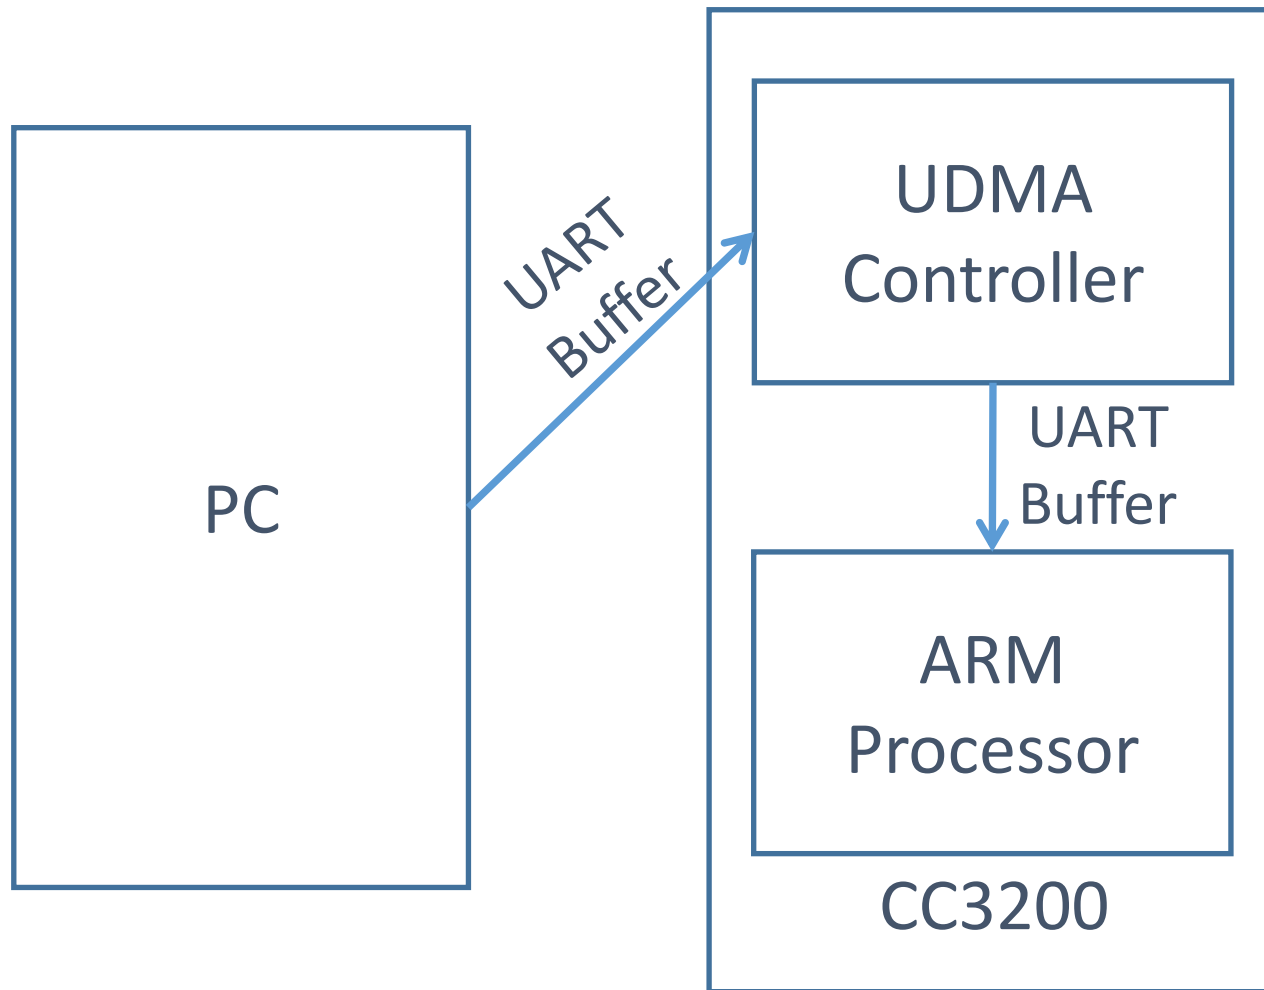 PC
UART
Buffer
UDMA
Controller
UART
Buffer
ARM
Processor
CC3200